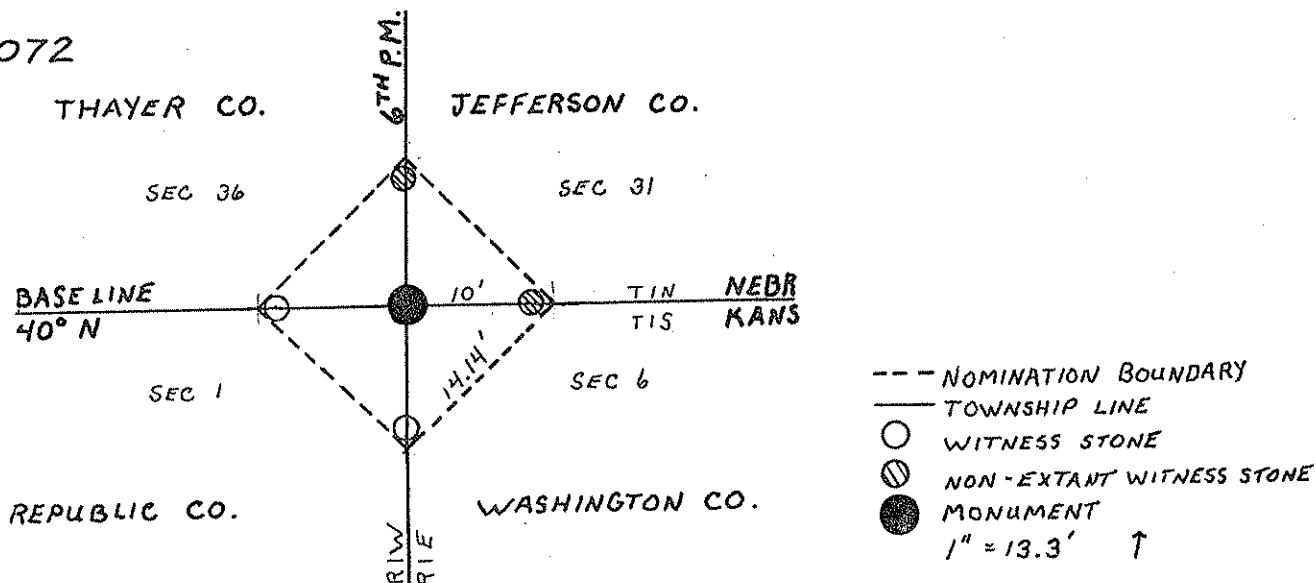 072
6TH P.M.
THAYER CO.
JEFFERSON CO.
SEC 36
SEC 31
BASE LINE
40° N
10'
T1N
T1S
NEBR
KANS
14.14'
SEC 1
SEC 6
REPUBLIC CO.
WASHINGTON CO.
R1W
R1E
NOMINATION BOUNDARY
TOWNSHIP LINE
WITNESS STONE
NON-EXTANT WITNESS STONE
MONUMENT
1" = 13.3' ↑